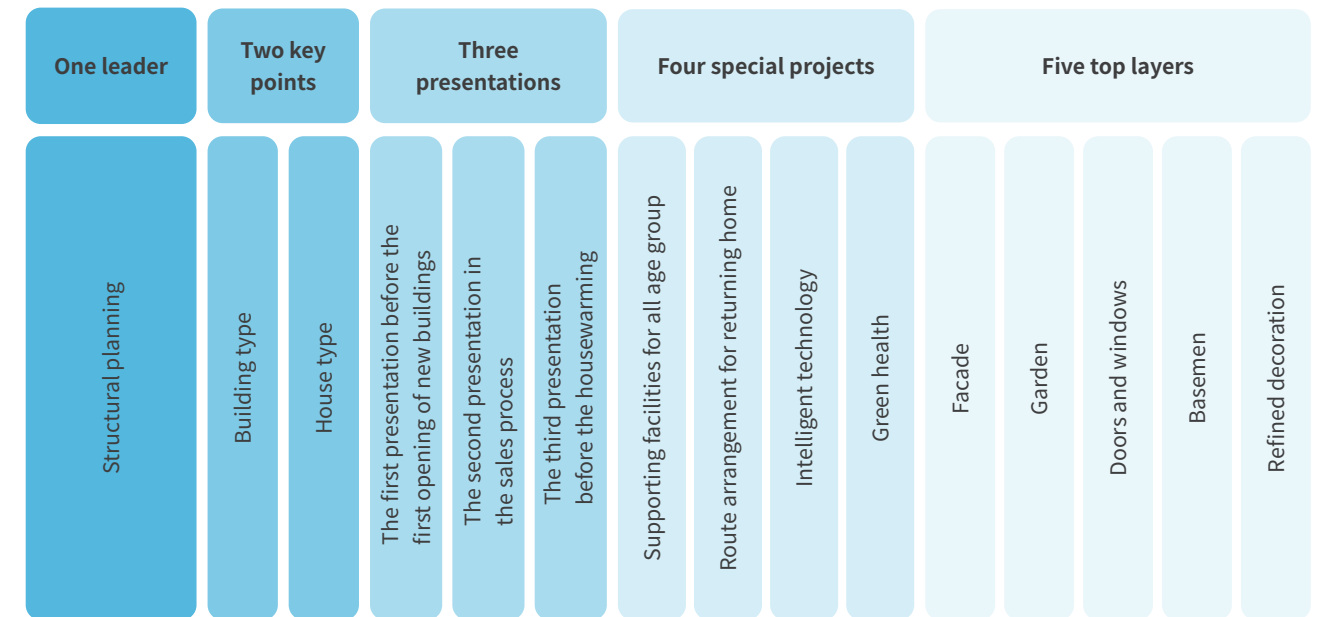 One leader
Two key
points
Three
presentations
Four special projects
Five top layers
Structural planning
Building type
House type
The first presentation before the
first opening of new buildings
The second presentation in
the sales process
The third presentation
before the housewarming
Supporting facilities for all age group
Route arrangement for returning home
Intelligent technology
Green health
Facade
Garden
Doors and windows
Basemen
Refined decoration